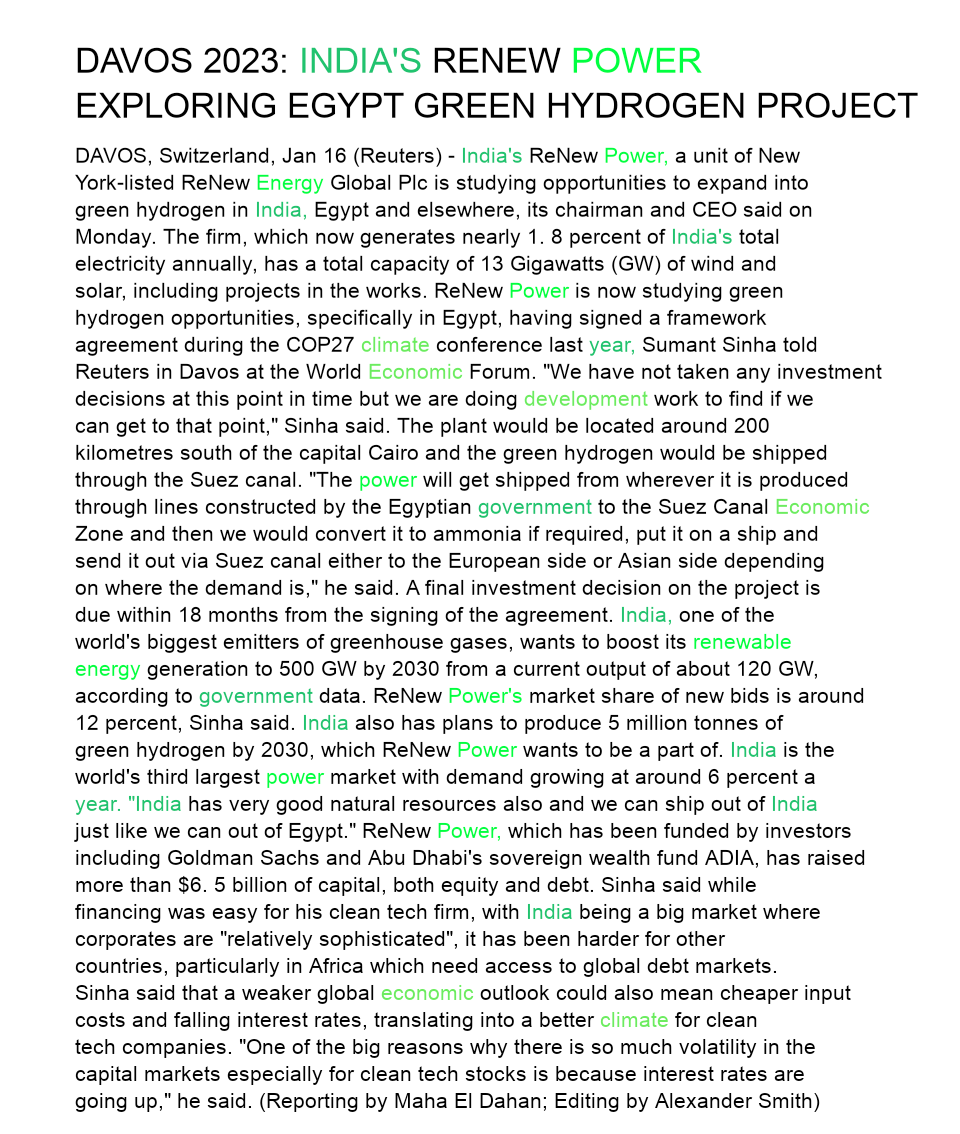 DAVOS 2023: INDIA'S RENEW POWER
EXPLORING EGYPT GREEN HYDROGEN PROJECT
DAVOS, Switzerland, Jan 16 (Reuters) - India's ReNew Power, a unit of New
York-listed ReNew Energy Global Plc is studying opportunities to expand into
green hydrogen in India, Egypt and elsewhere, its chairman and CEO said on
Monday. The firm, which now generates nearly 1. 8 percent of India's total
electricity annually, has a total capacity of 13 Gigawatts (GW) of wind and
solar, including projects in the works. ReNew Power is now studying green
hydrogen opportunities, specifically in Egypt, having signed a framework
agreement during the COP27 climate conference last year, Sumant Sinha told
Reuters in Davos at the World Economic Forum. "We have not taken any investment
decisions at this point in time but we are doing development work to find if we
can get to that point," Sinha said. The plant would be located around 200
kilometres south of the capital Cairo and the green hydrogen would be shipped
through the Suez canal. "The power will get shipped from wherever it is produced
through lines constructed by the Egyptian government to the Suez Canal Economic
Zone and then we would convert it to ammonia if required, put it on a ship and
send it out via Suez canal either to the European side or Asian side depending
on where the demand is," he said. A final investment decision on the project is
due within 18 months from the signing of the agreement. India, one of the
world's biggest emitters of greenhouse gases, wants to boost its renewable
energy generation to 500 GW by 2030 from a current output of about 120 GW,
according to government data. ReNew Power's market share of new bids is around
12 percent, Sinha said. India also has plans to produce 5 million tonnes of
green hydrogen by 2030, which ReNew Power wants to be a part of. India is the
world's third largest power market with demand growing at around 6 percent a
year. "India has very good natural resources also and we can ship out of India
just like we can out of Egypt." ReNew Power, which has been funded by investors
including Goldman Sachs and Abu Dhabi's sovereign wealth fund ADIA, has raised
more than $6. 5 billion of capital, both equity and debt. Sinha said while
financing was easy for his clean tech firm, with India being a big market where
corporates are "relatively sophisticated", it has been harder for other
countries, particularly in Africa which need access to global debt markets.
Sinha said that a weaker global economic outlook could also mean cheaper input
costs and falling interest rates, translating into a better climate for clean
tech companies. "One of the big reasons why there is so much volatility in the
capital markets especially for clean tech stocks is because interest rates are
going up," he said. (Reporting by Maha El Dahan; Editing by Alexander Smith)